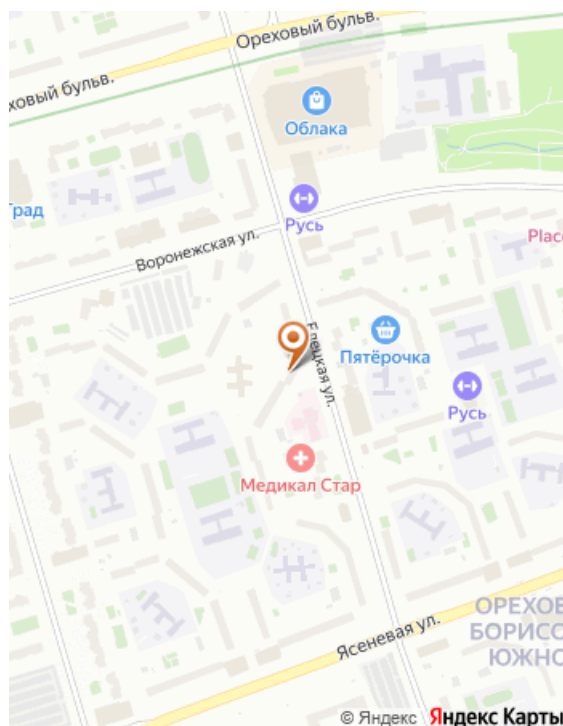 Ореховый бульв.
ховый бульв.
Облака
Град
Русь
Воронежская ул.
Place
Елецкая ул.
Пятёрочка
Русь
Медикал Стар
ОРЕХОВ
БОРИСО
ЮЖНО
Ясеневая ул.
© Яндекс Яндекс Карты